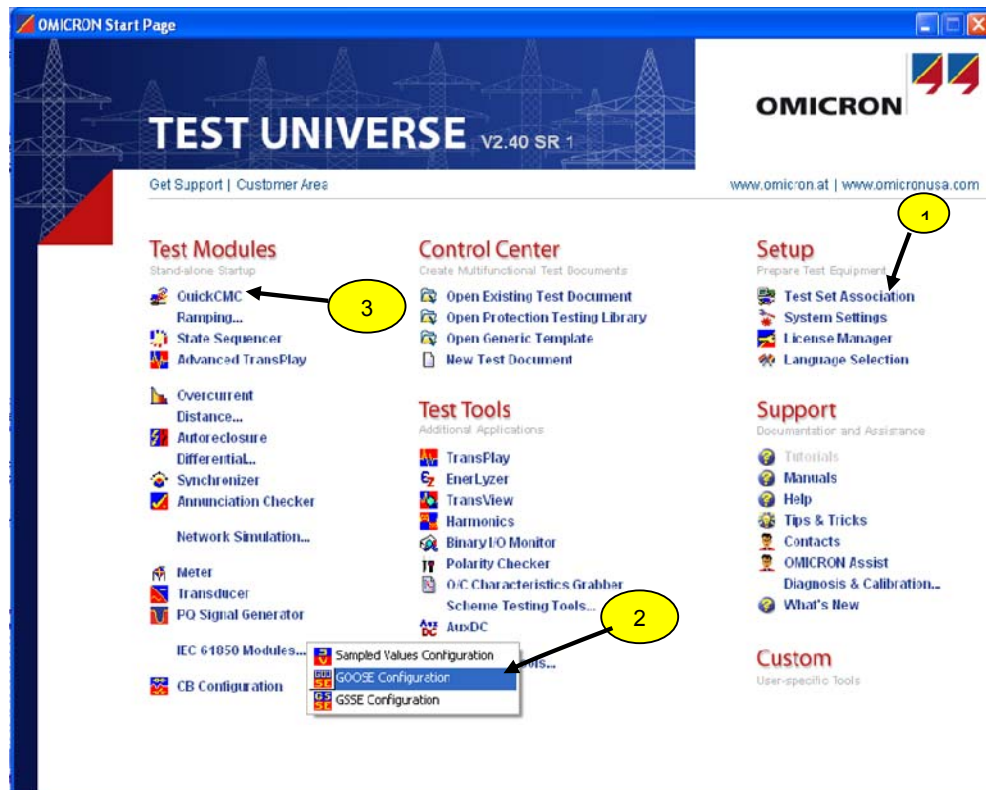 OMICRON Start Page
TEST UNIVERSE V2.40 SR 1
OMICRON
Get Support | Customer Area
www.omicron.at | www.omicronusa.com
1
Test Modules
Stand-alone Startup
QuickCMC
3
Ramping...
State Sequencer
Advanced TransPlay
Overcurrent
Distance...
Autoreclosure
Differential...
Synchronizer
Annunciation Checker
Network Simulation...
Meter
Transducer
PQ Signal Generator
IEC 61850 Modules...
CB Configuration
Control Center
Create Multifunctional Test Documents
Open Existing Test Document
Open Protection Testing Library
Open Generic Template
New Test Document
Test Tools
Additional Applications
TransPlay
EnerLyzer
TransView
Harmonics
Binary I/O Monitor
Polarity Checker
O/C Characteristics Grabber
Scheme Testing Tools...
AuxDC
2
Sampled Values Configuration
GOOSE Configuration
GSSE Configuration
Setup
Prepare Test Equipment
Test Set Association
System Settings
License Manager
Language Selection
Support
Documentation and Assistance
Tutorials
Manuals
Help
Tips & Tricks
Contacts
OMICRON Assist
Diagnosis & Calibration...
What's New
Custom
User-specific Tools